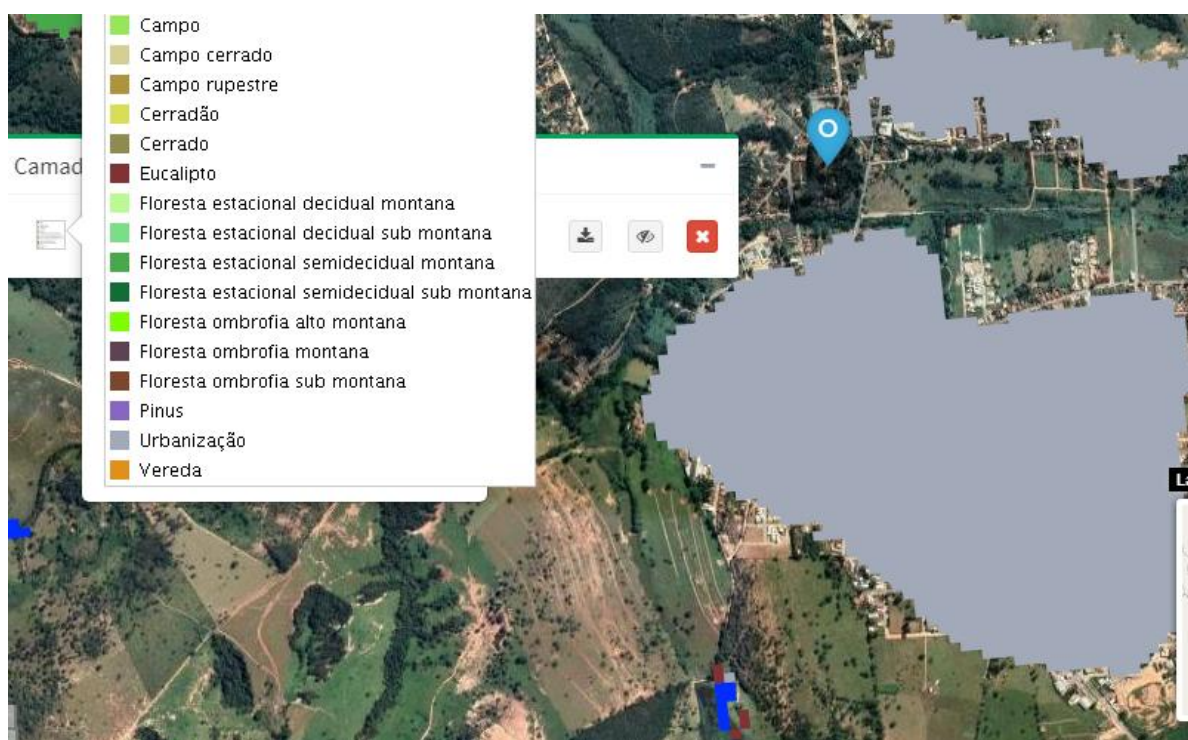 Campo
Campo cerrado
Campo rupestre
Cerradão
Cerrado
Eucalipto
Floresta estacional decidual montana
Floresta estacional decidual sub montana
Floresta estacional semidecidual montana
Floresta estacional semidecidual sub montana
Floresta ombrofia alto montana
Floresta ombrofia montana
Floresta ombrofia sub montana
Pinus
Urbanização
Vereda
Camad
O
La